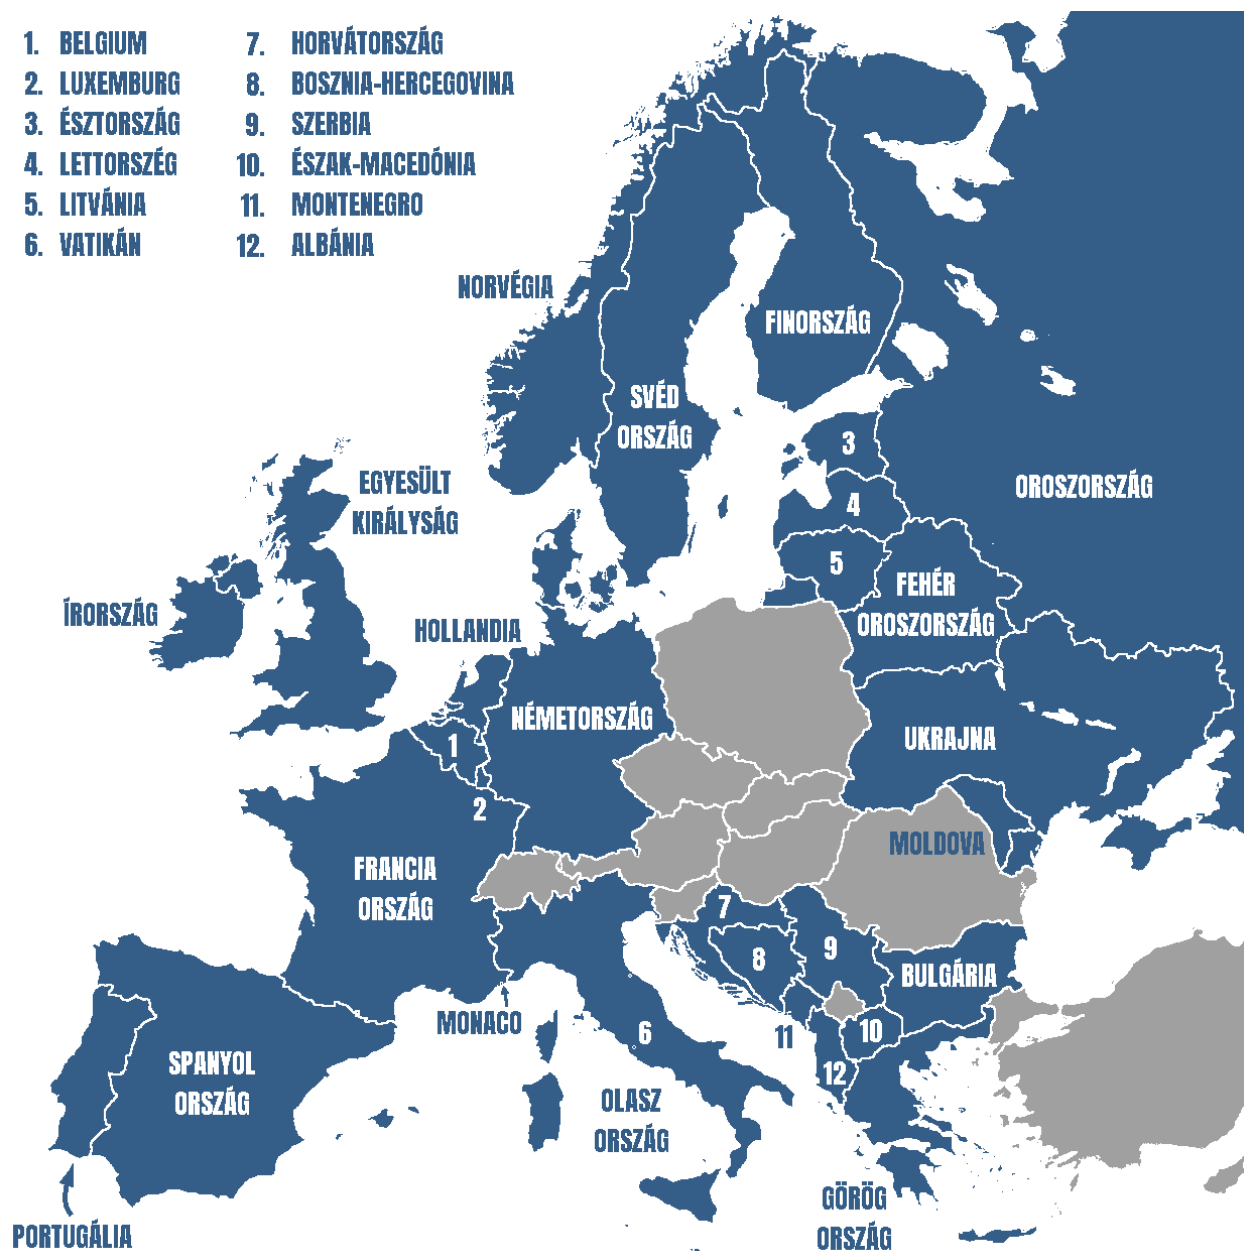 1. BELGIUM
2. LUXEMBURG
3. ÉSZTORSZÁG
4. LETTORSZÉG
5. LITVÁNIA
6. VATIKÁN
7. HORVÁTORSZÁG
8. BOSZNIA-HERCEGOVINA
9. SZERBIA
10. ÉSZAK-MACEDÓNIA
11. MONTENEGRO
12. ALBÁNIA
NORVÉGIA
FINORSZÁG
SVÉD
ORSZÁG
3
EGYESÜLT
KIRÁLYSÁG
OROSZORSZÁG
4
5
FEHÉR
OROSZORSZÁG
ÍRORSZÁG
HOLLANDIA
NÉMETORSZÁG
1
UKRAJNA
2
MOLDOVA
FRANCIA
ORSZÁG
7
8
9
BULGÁRIA
MONACO
6
11
10
SPANYOL
ORSZÁG
12
OLASZ
ORSZÁG
GÖRÖG
ORSZÁG
PORTUGÁLIA